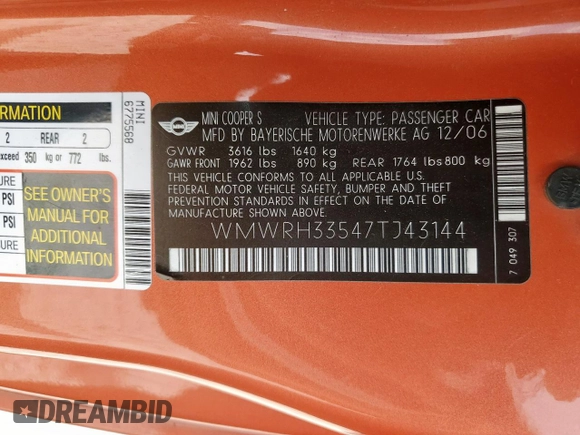 RMATION
2 REAR 2
xceed 350 kg or 772 lbs.
URE
PSI
PSI
SEE OWNER'S
MANUAL FOR
ADDITIONAL
INFORMATION
MINI
6775568
MINI
MINI COOPER S VEHICLE TYPE: PASSENGER CAR
MFD BY BAYERISCHE MOTORENWERKE AG 12/06
GVWR 3616 lbs 1640 kg
GAWR FRONT 1962 lbs 890 kg REAR 1764 lbs 800 kg
THIS VEHICLE CONFORMS TO ALL APPLICABLE U.S.
FEDERAL MOTOR VEHICLE SAFETY, BUMPER AND THEFT
PREVENTION STANDARDS IN EFFECT ON THE DATE OF
MANUFACTURE SHOWN ABOVE.
WMWRH33547TJ43144
7 049 307
DREAMBID